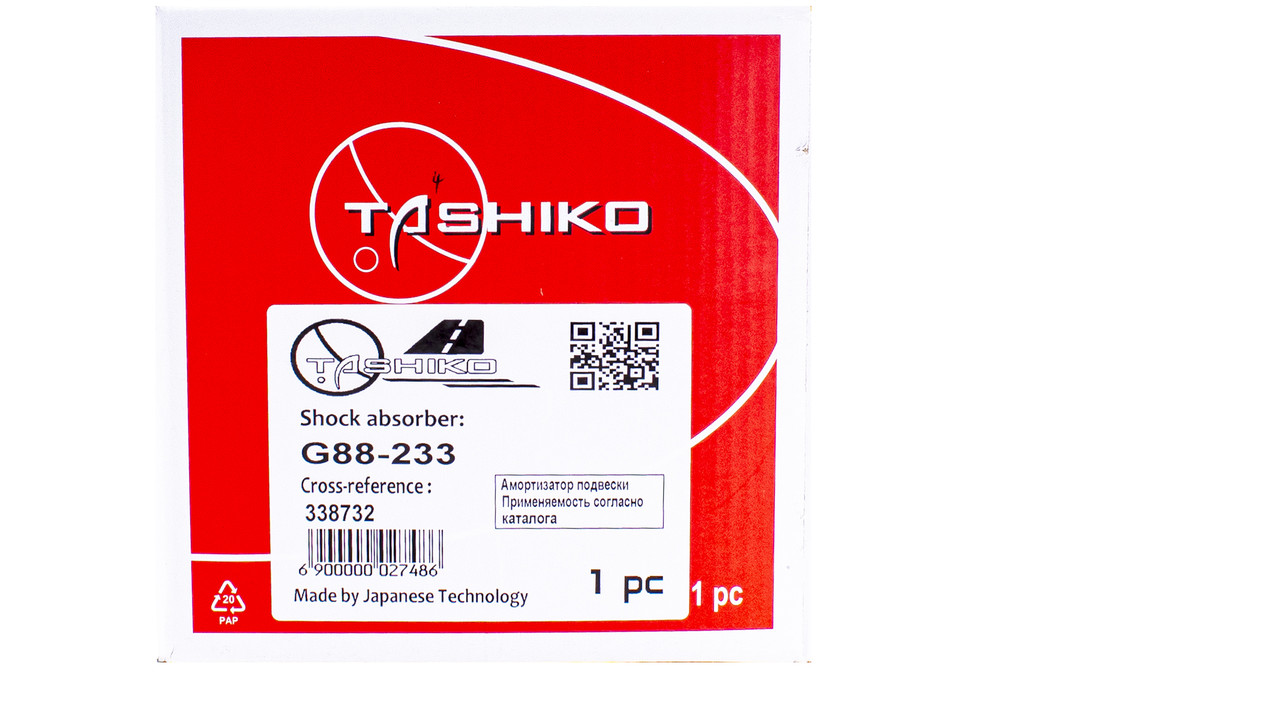 4
TASHIKO
TASHIKO
Shock absorber:
G88-233
Cross-reference :
338732
Амортизатор подвески
Применяемость согласно
каталога
6 900000 027486
Made by Japanese Technology
1 pc
1 pc
20
PAP